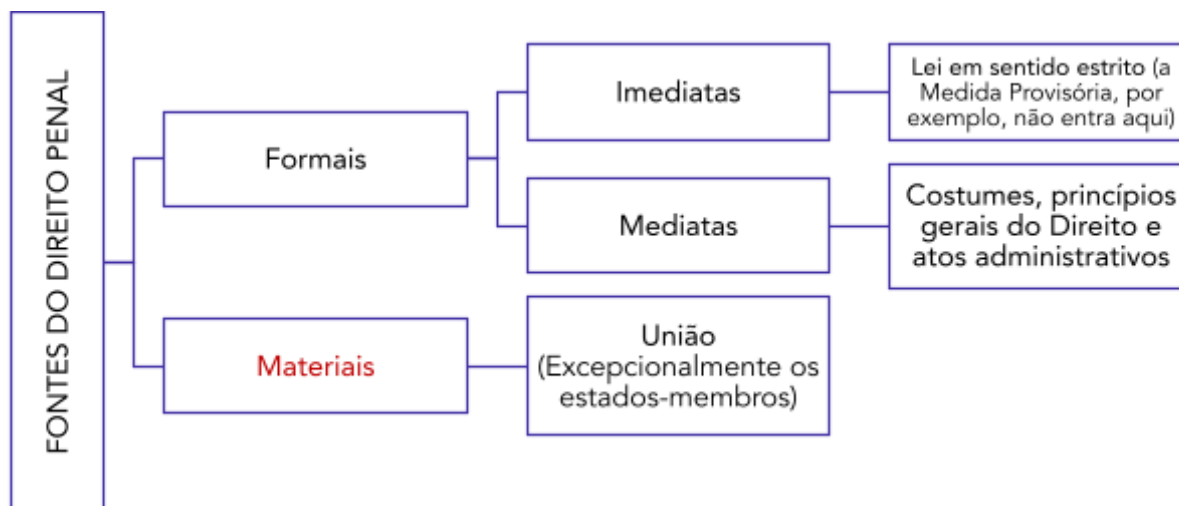 FONTES DO DIREITO PENAL
Formais
Imediatas
Lei em sentido estrito (a
Medida Provisória, por
exemplo, não entra aqui)
Mediatas
Costumes, princípios
gerais do Direito e
atos administrativos
Materiais
União
(Excepcionalmente os
estados-membros)